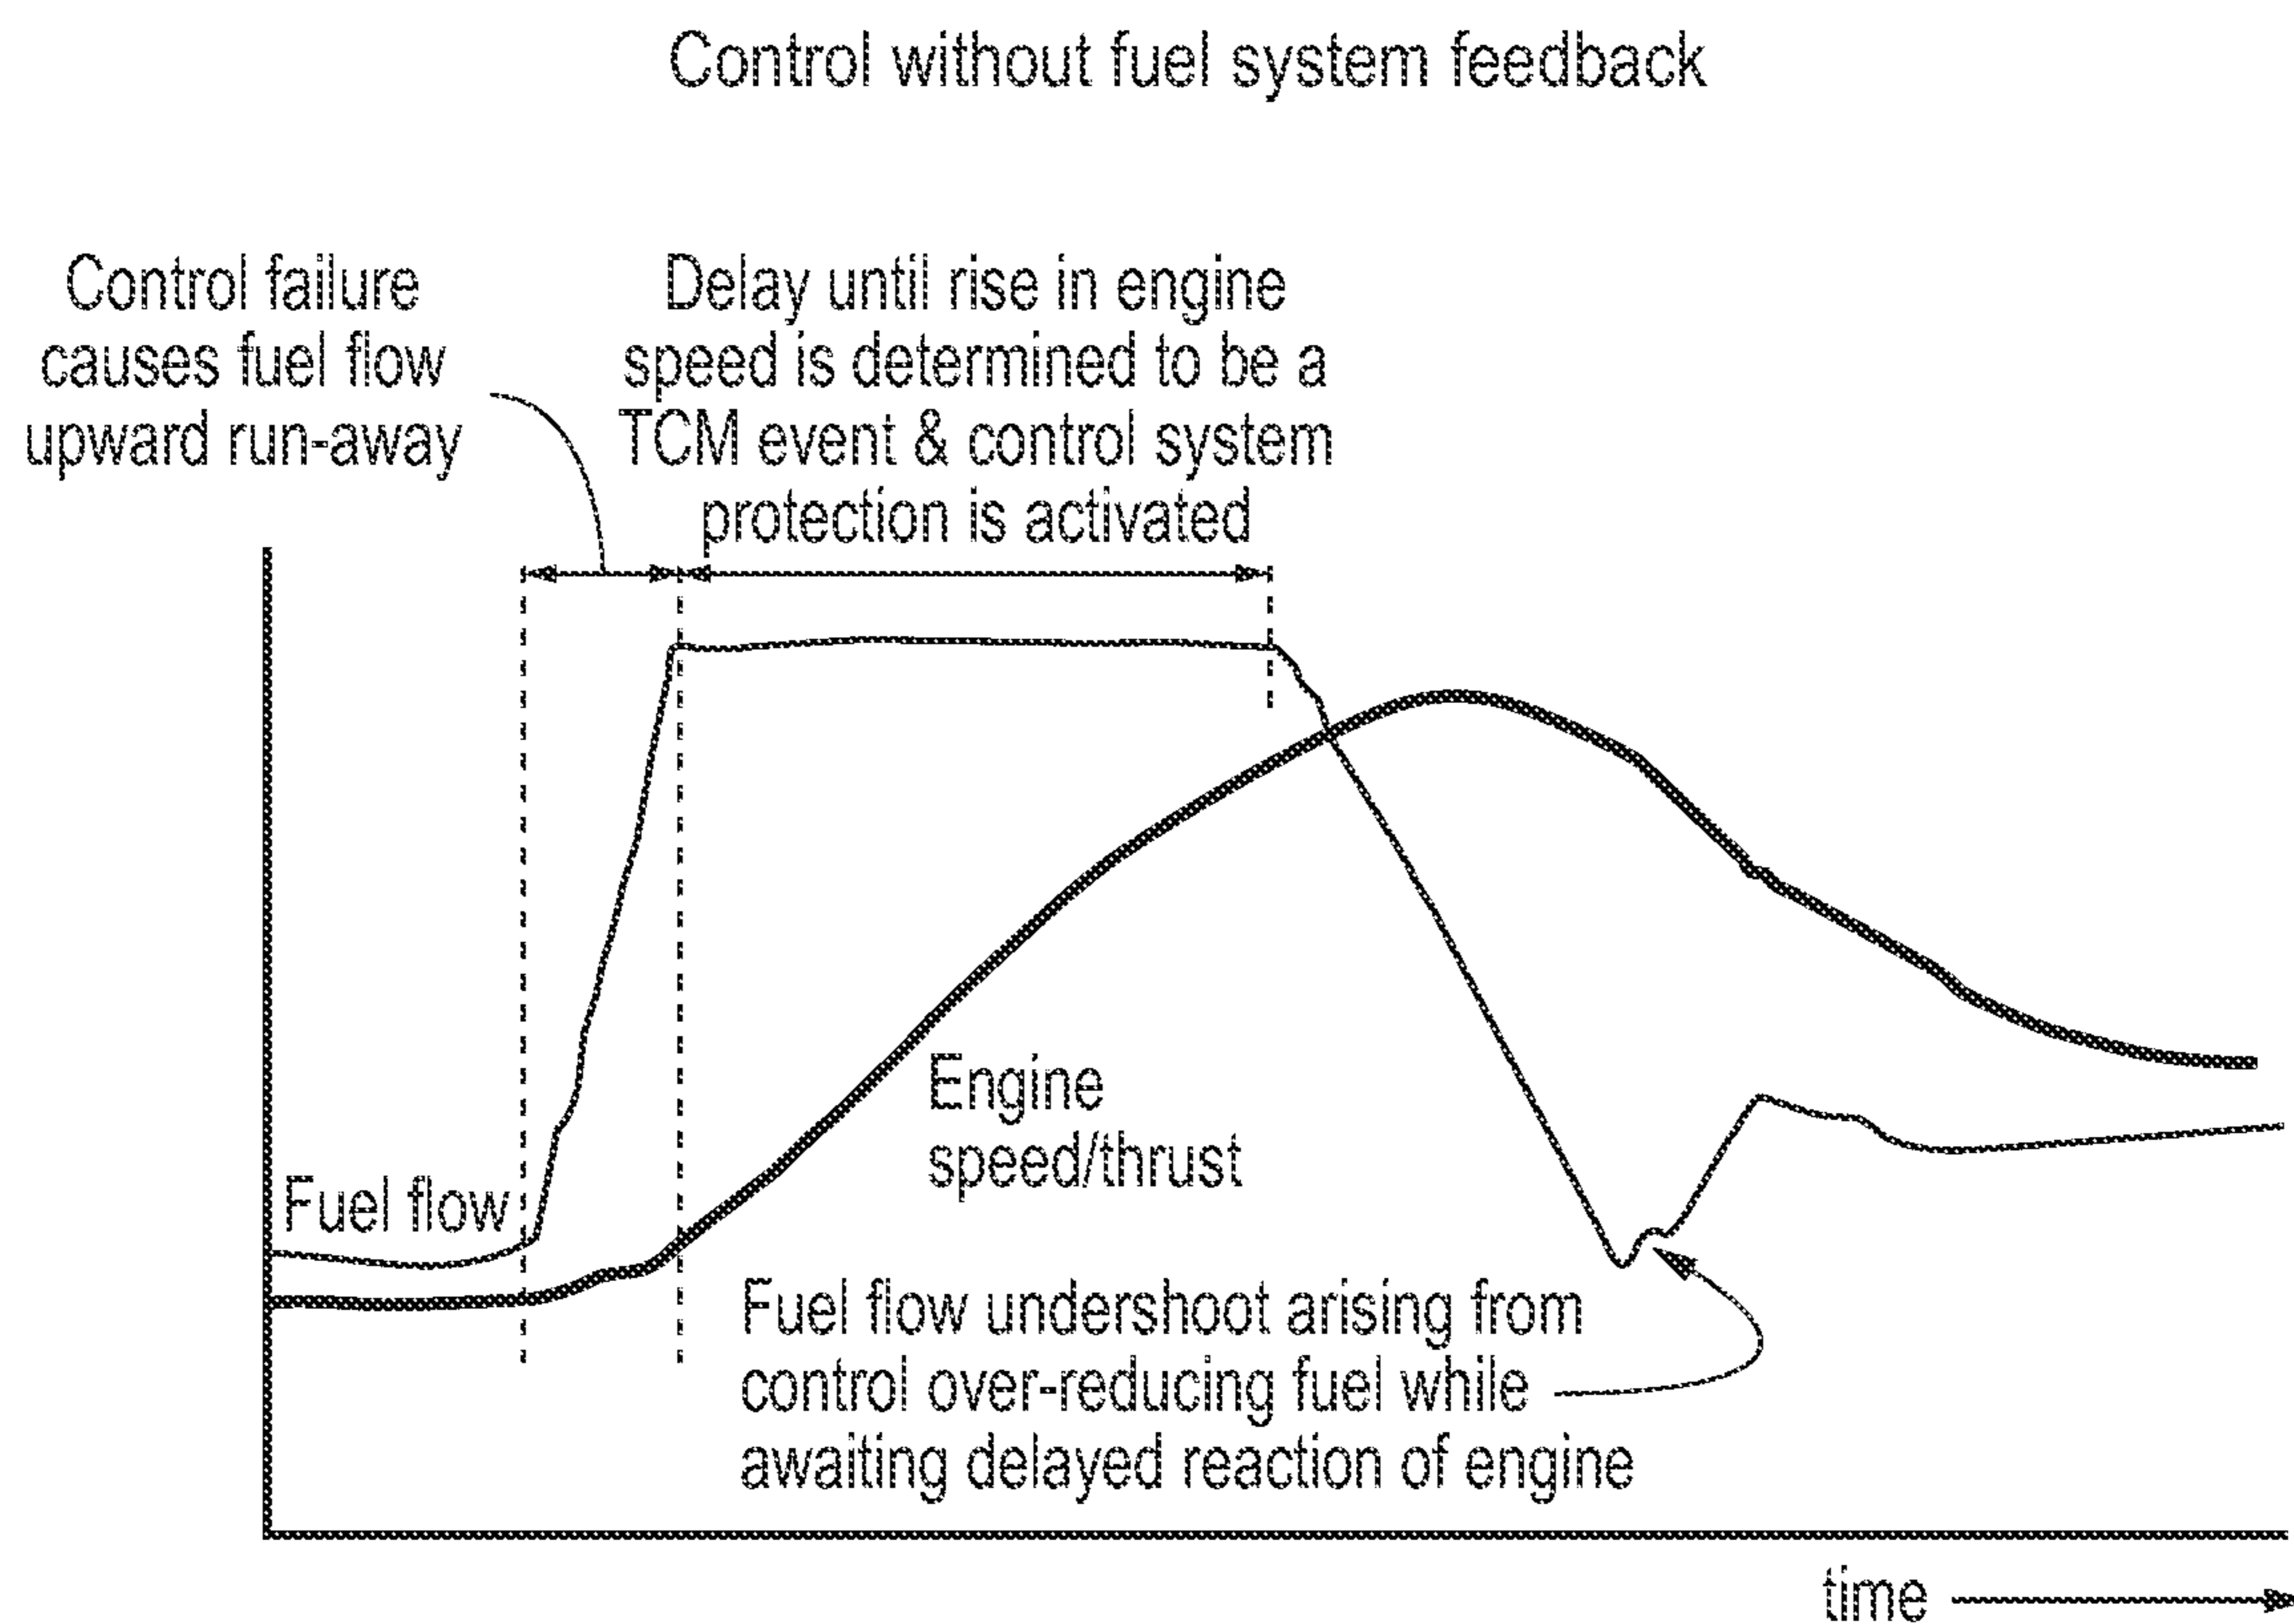 Control without fuel system feedback
Control failure
causes fuel flow
upward run-away
Delay until rise in engine
speed is determined to be a
TCM event & control system
protection is activated
Engine
speed/thrust
Fuel flow
Fuel flow undershoot arising from
control over-reducing fuel while
awaiting delayed reaction of engine
time